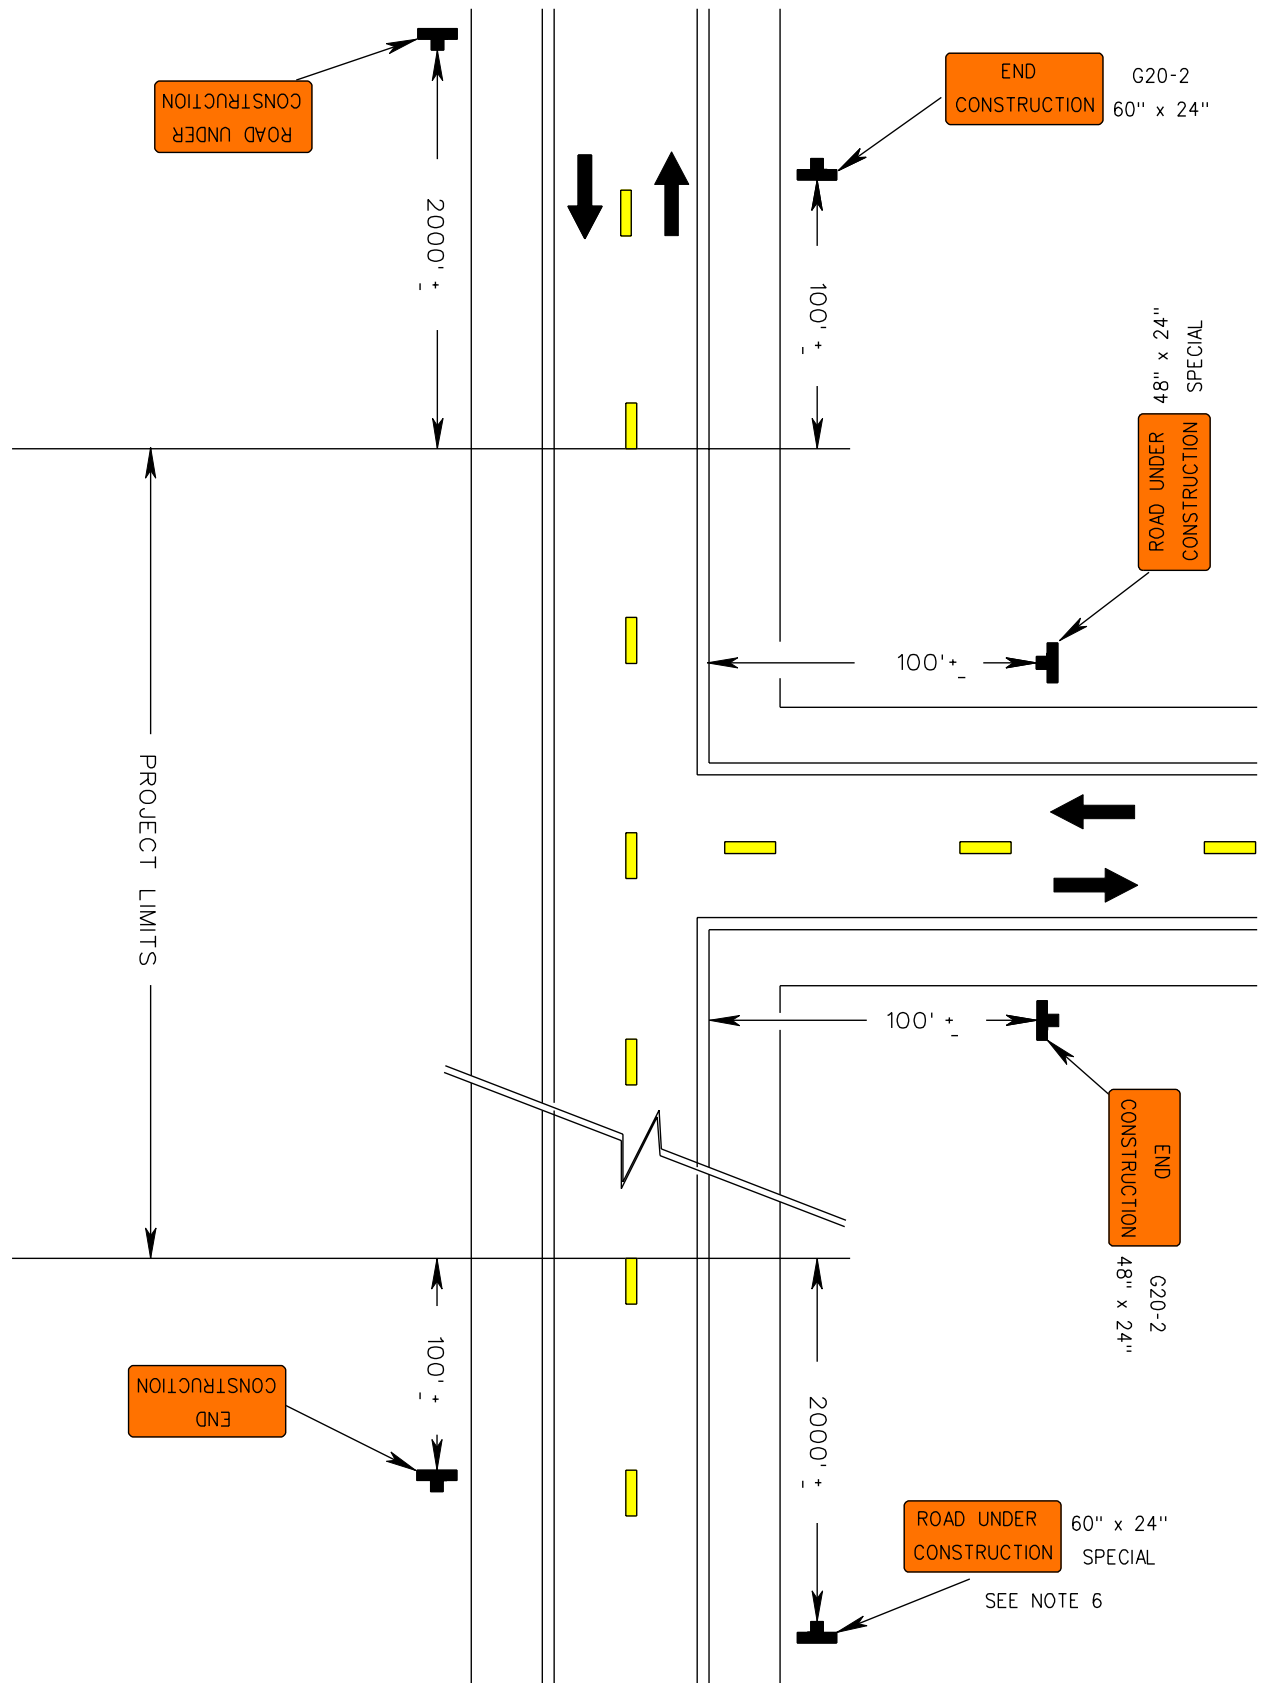 END
CONSTRUCTION
G20-2
60" x 24"
ROAD UNDER
CONSTRUCTION
2000' +-
100' +-
48" x 24"
SPECIAL
ROAD UNDER
CONSTRUCTION
100' +-
PROJECT LIMITS
100' +-
END
CONSTRUCTION
G20-2
48" x 24"
100' +-
END
CONSTRUCTION
2000' +-
ROAD UNDER
CONSTRUCTION
60" x 24"
SPECIAL
SEE NOTE 6